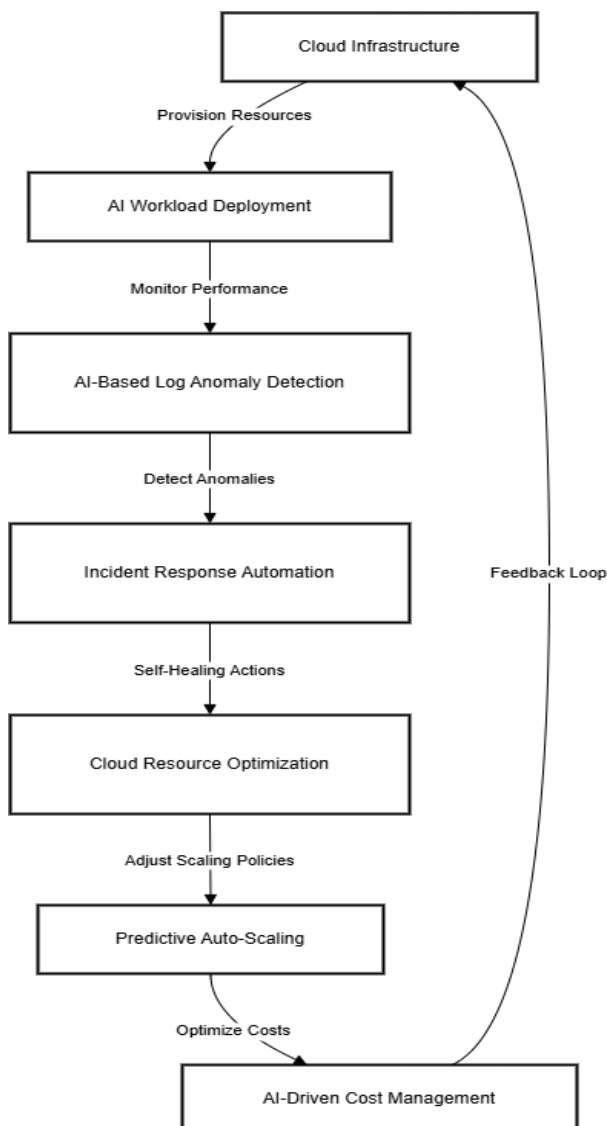 Cloud Infrastructure
Provision Resources
AI Workload Deployment
Monitor Performance
AI-Based Log Anomaly Detection
Detect Anomalies
Incident Response Automation
Feedback Loop
Self-Healing Actions
Cloud Resource Optimization
Adjust Scaling Policies
Predictive Auto-Scaling
Optimize Costs
AI-Driven Cost Management